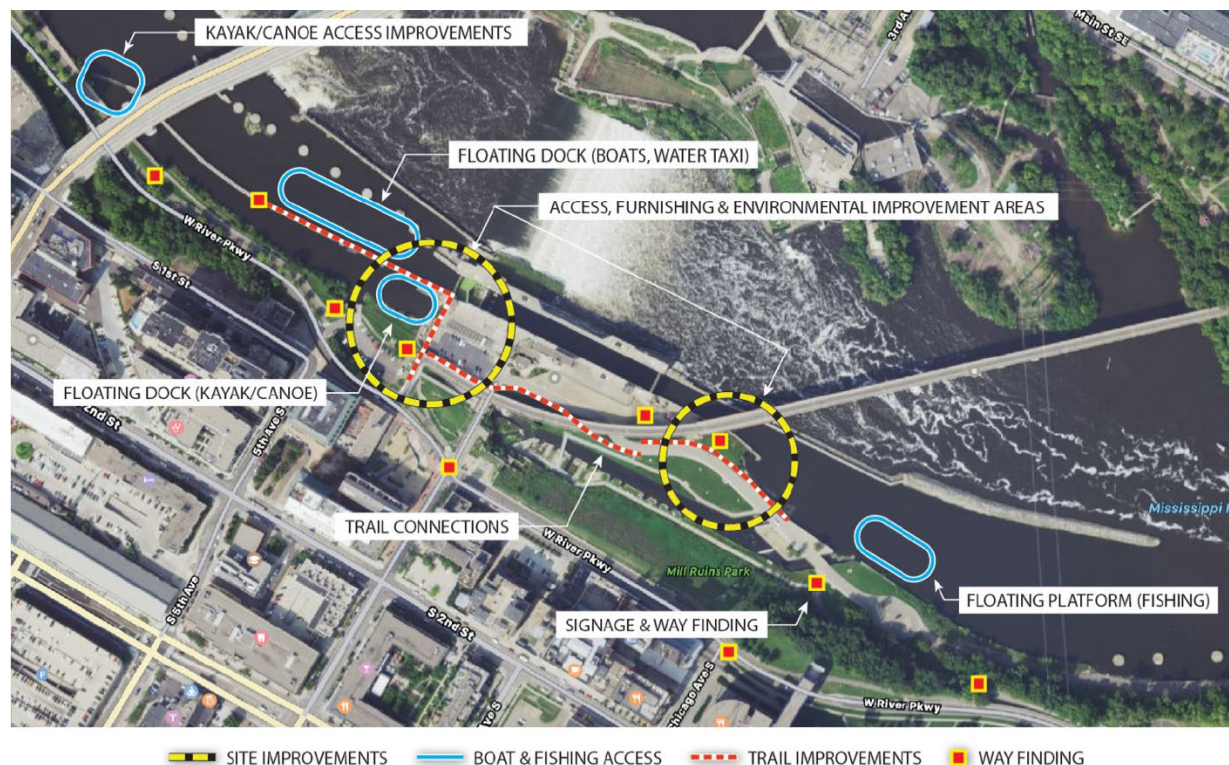 KAYAK/CANOE ACCESS IMPROVEMENTS
3rd Av
Main St SE
FLOATING DOCK (BOATS, WATER TAXI)
ACCESS, FURNISHING & ENVIRONMENTAL IMPROVEMENT AREAS
W River Pkwy
S 1st St
FLOATING DOCK (KAYAK/CANOE)
2nd St
5th Ave S
TRAIL CONNECTIONS
Mississippi
W River Pkwy
Mill Ruins Park
S 5th Ave
S 2nd St
SIGNAGE & WAY FINDING
FLOATING PLATFORM (FISHING)
Chicago Ave S
Ave S
W River Pkwy
SITE IMPROVEMENTS
BOAT & FISHING ACCESS
TRAIL IMPROVEMENTS
WAY FINDING